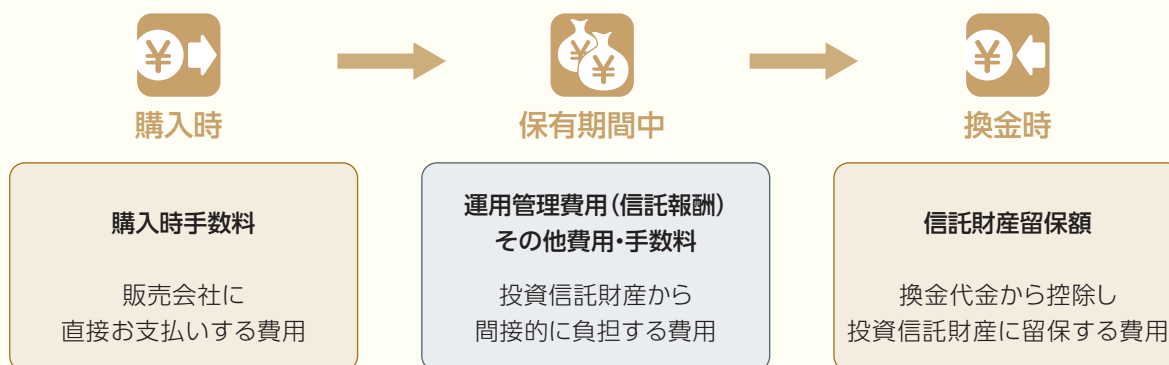 購入時
保有期間中
換金時
購入時手数料
販売会社に
直接お支払いする費用
運用管理費用(信託報酬)
その他費用・手数料
投資信託財産から
間接的に負担する費用
信託財産留保額
換金代金から控除し
投資信託財産に留保する費用